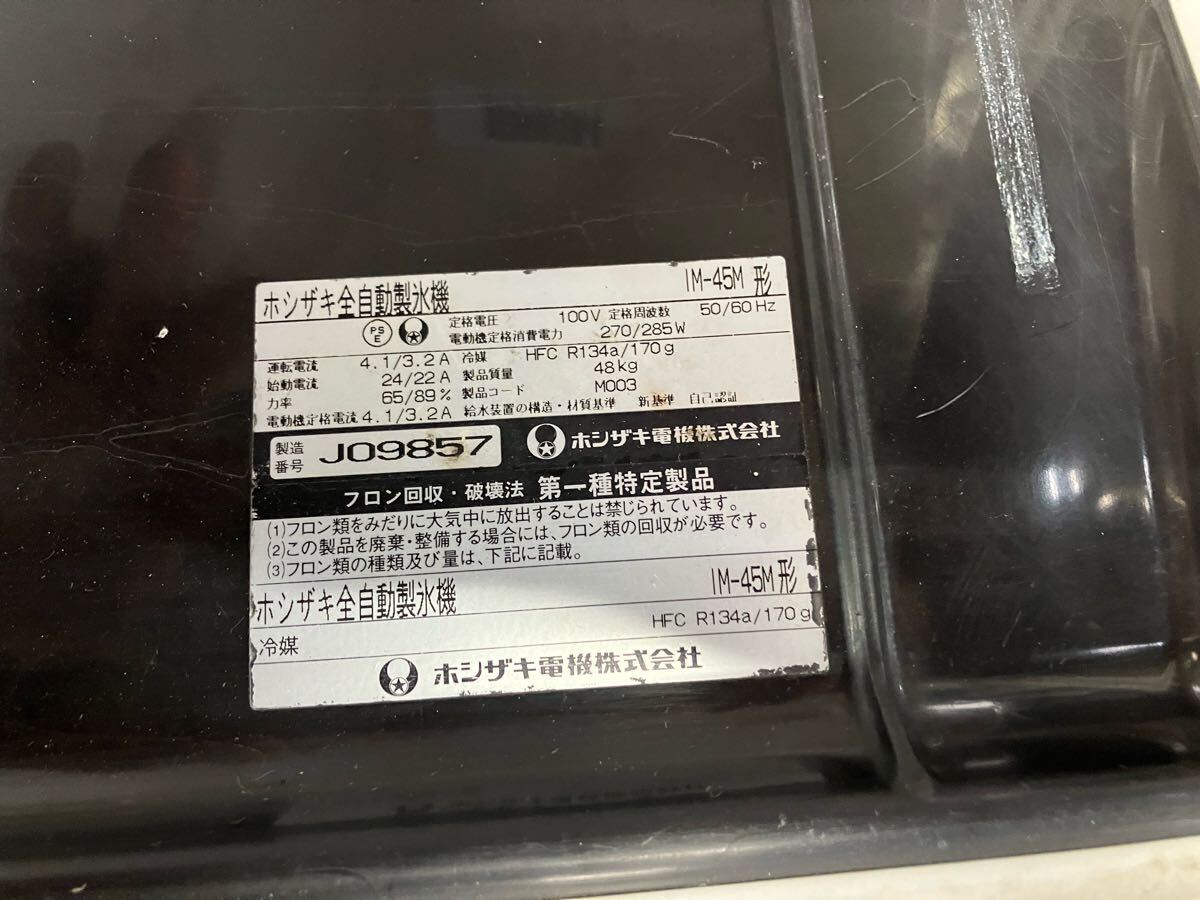 ホシザキ全自動製氷機 IM-45M 形
PS E 定格電圧 100V 定格周波数 50/60Hz
電動機定格消費電力 270/285W
運転電流 4.1/3.2A 冷媒 HFC R134a/170g
始動電流 24/22A 製品質量 48kg
力率 65/89% 製品コード M003
電動機定格電流 4.1/3.2A 給水装置の構造・材質基準 新基準 自己認証
製造番号 J09857 ホシザキ電機株式会社
フロン回収・破壊法 第一種特定製品
(1)フロン類をみだりに大気中に放出することは禁じられています。
(2)この製品を廃棄・整備する場合には、フロン類の回収が必要です。
(3)フロン類の種類及び量は、下記に記載。
ホシザキ全自動製氷機 IM-45M形
冷媒 HFC R134a/170g
ホシザキ電機株式会社